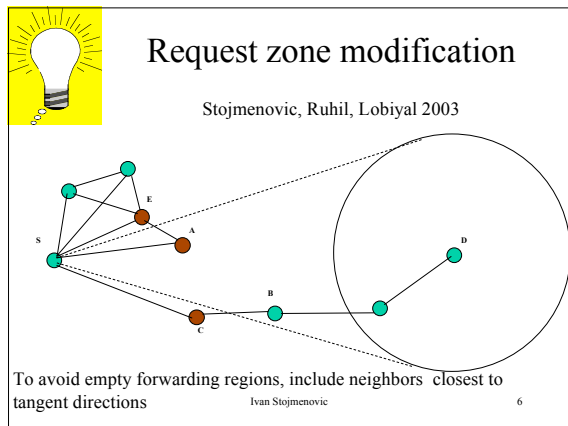 Request zone modification
Stojmenovic, Ruhil, Lobiyal 2003
E
A
S
D
B
C
To avoid empty forwarding regions, include neighbors closest to
tangent directions
Ivan Stojmenovic
6